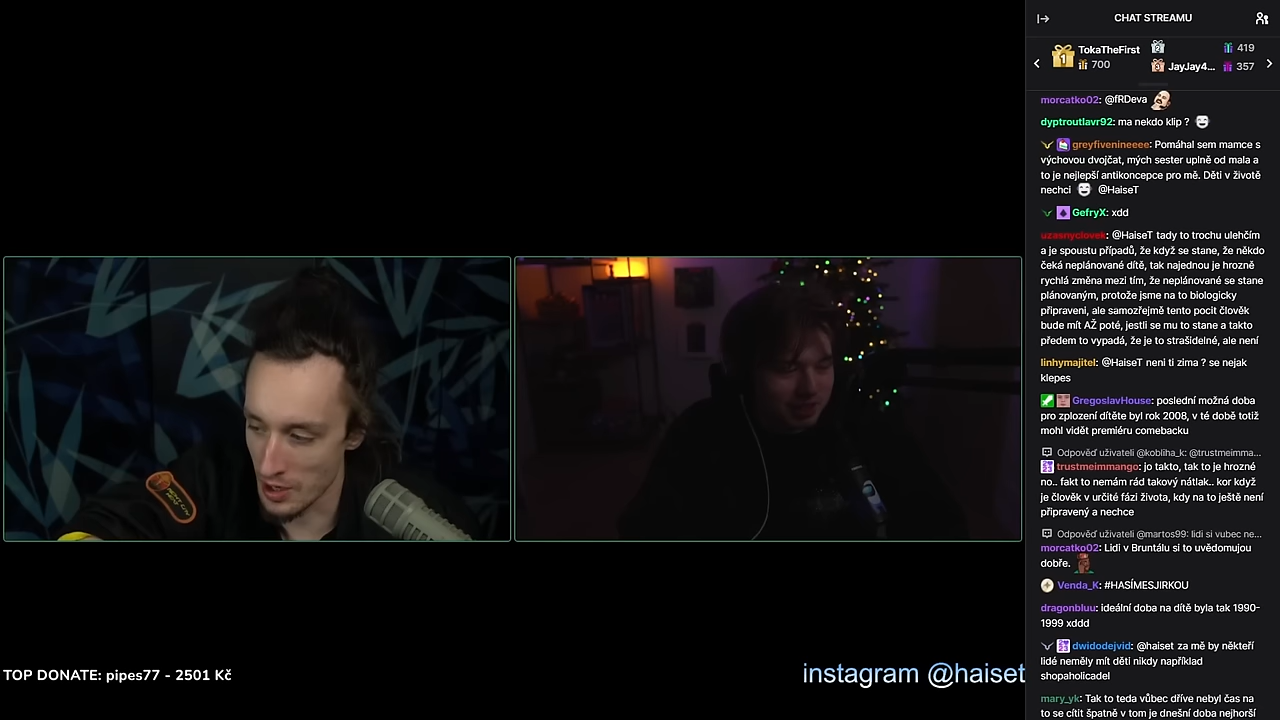 CHAT STREAMU
TokaTheFirst
700
419
JayJay4...
357
morcatko02: @fRDeva
dyptroutlavr92: ma nekdo klip ?
greyfivenineeee: Pomáhal sem mamce s
výchovou dvojčat, mých sester uplně od mala a
to je nejlepší antikoncepce pro mě. Děti v životě
nechci @HaiseT
GefryX: xdd
uzasnyclovek: @HaiseT tady to trochu ulehčím
a je spoustu případů, že když se stane, že někdo
čeká neplánované dítě, tak najednou je hrozně
rychlá změna mezi tím, že neplánované se stane
plánovaným, protože jsme na to biologicky
připraveni, ale samozřejmě tento pocit člověk
bude mít AŽ poté, jestli se mu to stane a takto
předem to vypadá, že je to strašidelné, ale není
linhymajitel: @HaiseT neni ti zima ? se nejak
klepes
GregoslavHouse: poslední možná doba
pro zplození dítěte byl rok 2008, v té době totiž
mohl vidět premiéru comebacku
Odpověď uživateli @kobliha_k: @trustmeimma...
trustmeimmango: jo takto, tak to je hrozné
no.. fakt to nemám rád takový nátlak.. kor když
je člověk v určité fázi života, kdy na to ještě není
připravený a nechce
Odpověď uživateli @martos99: lidi si vubec ne...
morcatko02: Lidi v Bruntálu si to uvědomujou
dobře.
Venda_K: #HASÍMESJIRKOU
dragonbluu: ideální doba na dítě byla tak 1990-
1999 xddd
dwidodejvid: @haiset za mě by někteří
lidé neměly mít děti nikdy například
shopaholicadel
mary_yk: Tak to teda vůbec dříve nebyl čas na
to se cítit špatně v tom je dnešní doba nejhorší
TOP DONATE: pipes77 - 2501 Kč
instagram @haiset